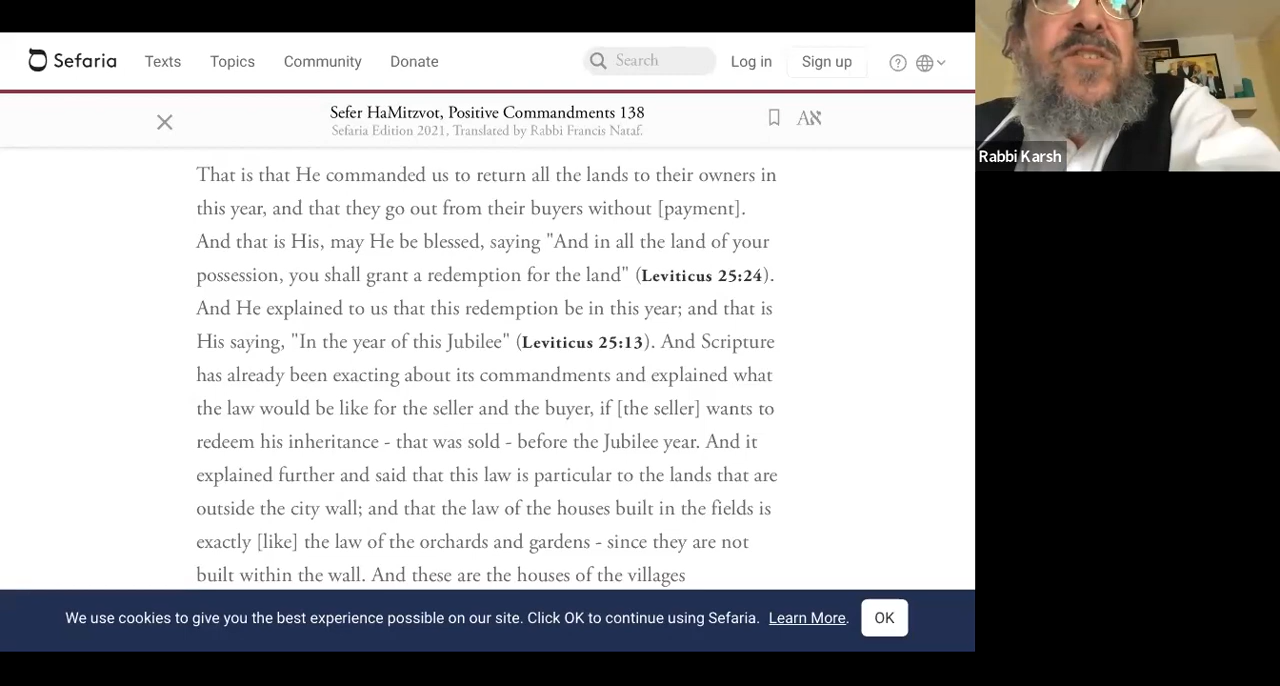 Sefaria Texts Topics Community Donate Search Log in Sign up
Sefer HaMitzvot, Positive Commandments 138
Sefaria Edition 2021, Translated by Rabbi Francis Nataf.
Aא
That is that He commanded us to return all the lands to their owners in
this year, and that they go out from their buyers without [payment].
And that is His, may He be blessed, saying "And in all the land of your
possession, you shall grant a redemption for the land" (Leviticus 25:24).
And He explained to us that this redemption be in this year; and that is
His saying, "In the year of this Jubilee" (Leviticus 25:13). And Scripture
has already been exacting about its commandments and explained what
the law would be like for the seller and the buyer, if [the seller] wants to
redeem his inheritance - that was sold - before the Jubilee year. And it
explained further and said that this law is particular to the lands that are
outside the city wall; and that the law of the houses built in the fields is
exactly [like] the law of the orchards and gardens - since they are not
built within the wall. And these are the houses of the villages
We use cookies to give you the best experience possible on our site. Click OK to continue using Sefaria. Learn More. OK
Rabbi Karsh